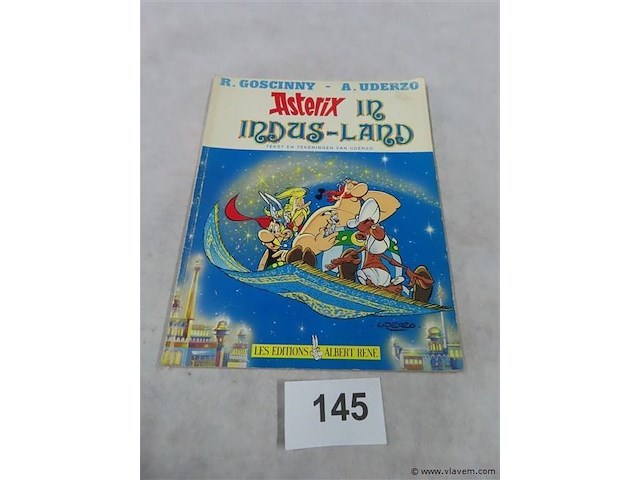 R. GOSCINNY - A. UDERZO
Asterix IN
INDUS-LAND
TEKST EN TEKENINGEN VAN UDERZO
UDERZO
LES EDITIONS ALBERT RENÉ
145
© www.vlavem.com